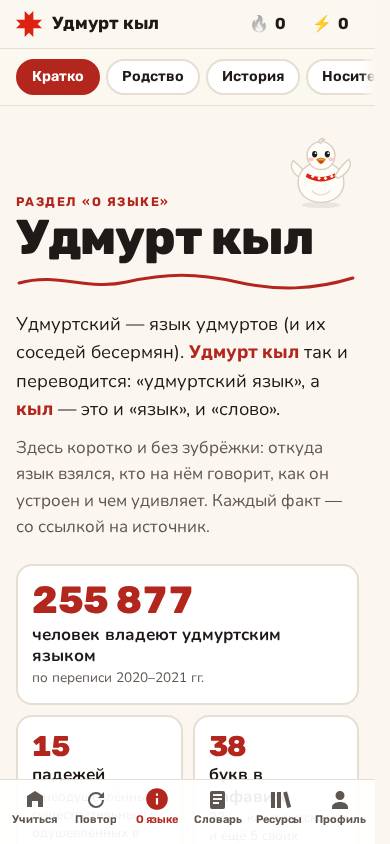 Удмурт кыл
0
0
Кратко
Родство
История
Носите
РАЗДЕЛ «О ЯЗЫКЕ»
Удмурт кыл
Удмуртский — язык удмуртов (и их
соседей бесермян). Удмурт кыл так и
переводится: «удмуртский язык», а
кыл — это и «язык», и «слово».
Здесь коротко и без зубрёжки: откуда
язык взялся, кто на нём говорит, как он
устроен и чем удивляет. Каждый факт —
со ссылкой на источник.
255 877
человек владеют удмуртским
языком
по переписи 2020–2021 гг.
15
падежей
38
букв в
Учиться
Повтор
О языке
Словарь
Ресурсы
Профиль